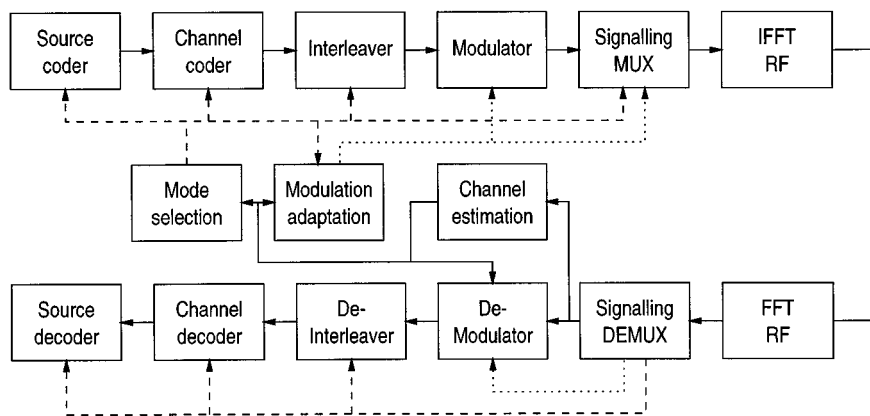 Source
coder
Channel
coder
Interleaver
Modulator
Signalling
MUX
IFFT
RF
Mode
selection
Modulation
adaptation
Channel
estimation
Source
decoder
Channel
decoder
De-
Interleaver
De-
Modulator
Signalling
DEMUX
FFT
RF